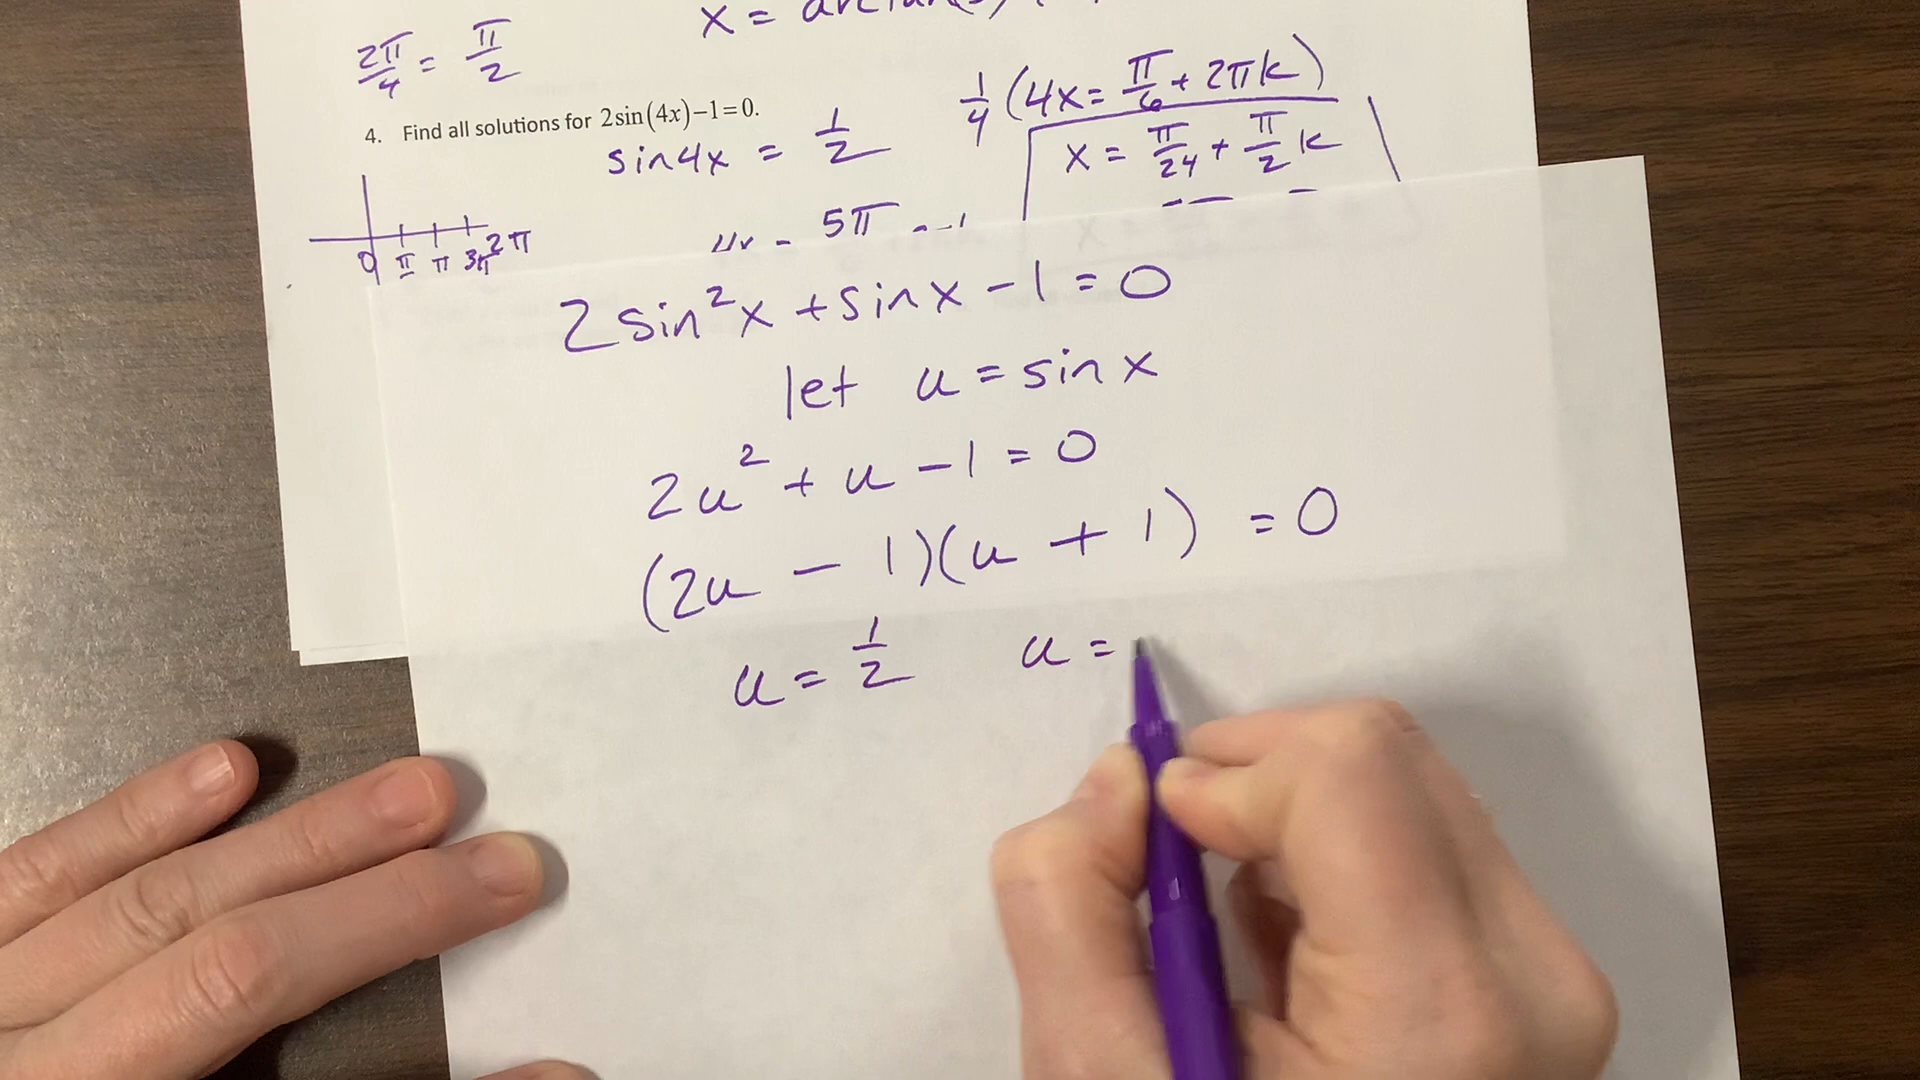 x = arctan(
2π/4 = π/2
1/4 (4x = π/6 + 2πk)
4. Find all solutions for 2sin(4x)−1=0.
sin4x = 1/2
x = π/24 + π/2 k
5π
0 π π 3π 2π
2sin²x + sinx − 1 = 0
let u = sin x
2u² + u − 1 = 0
(2u − 1)(u + 1) = 0
u = 1/2 u =